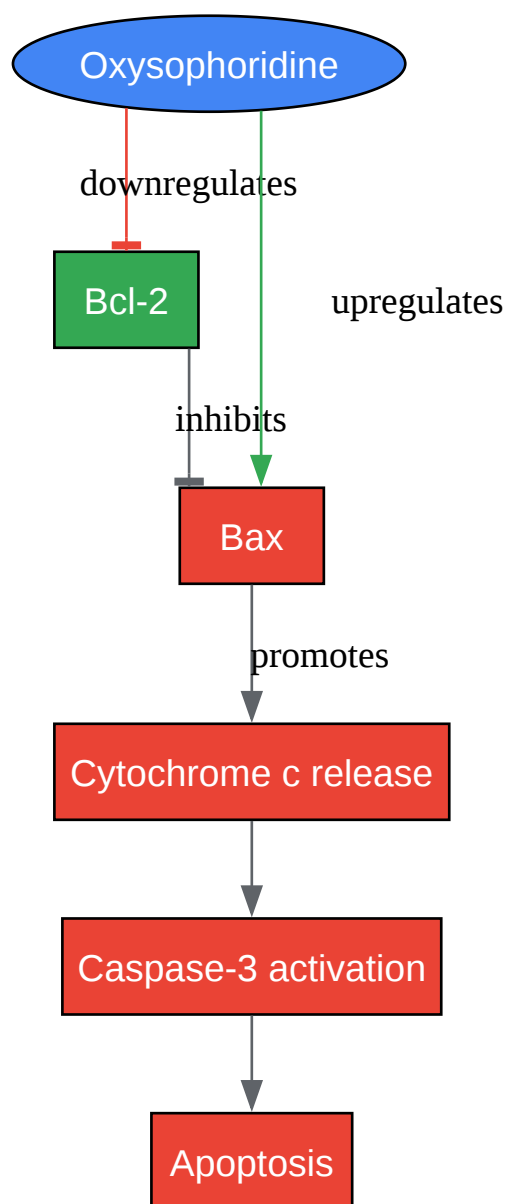 Oxysophoridine
downregulates
Bcl-2
upregulates
inhibits
Bax
promotes
Cytochrome c release
Caspase-3 activation
Apoptosis